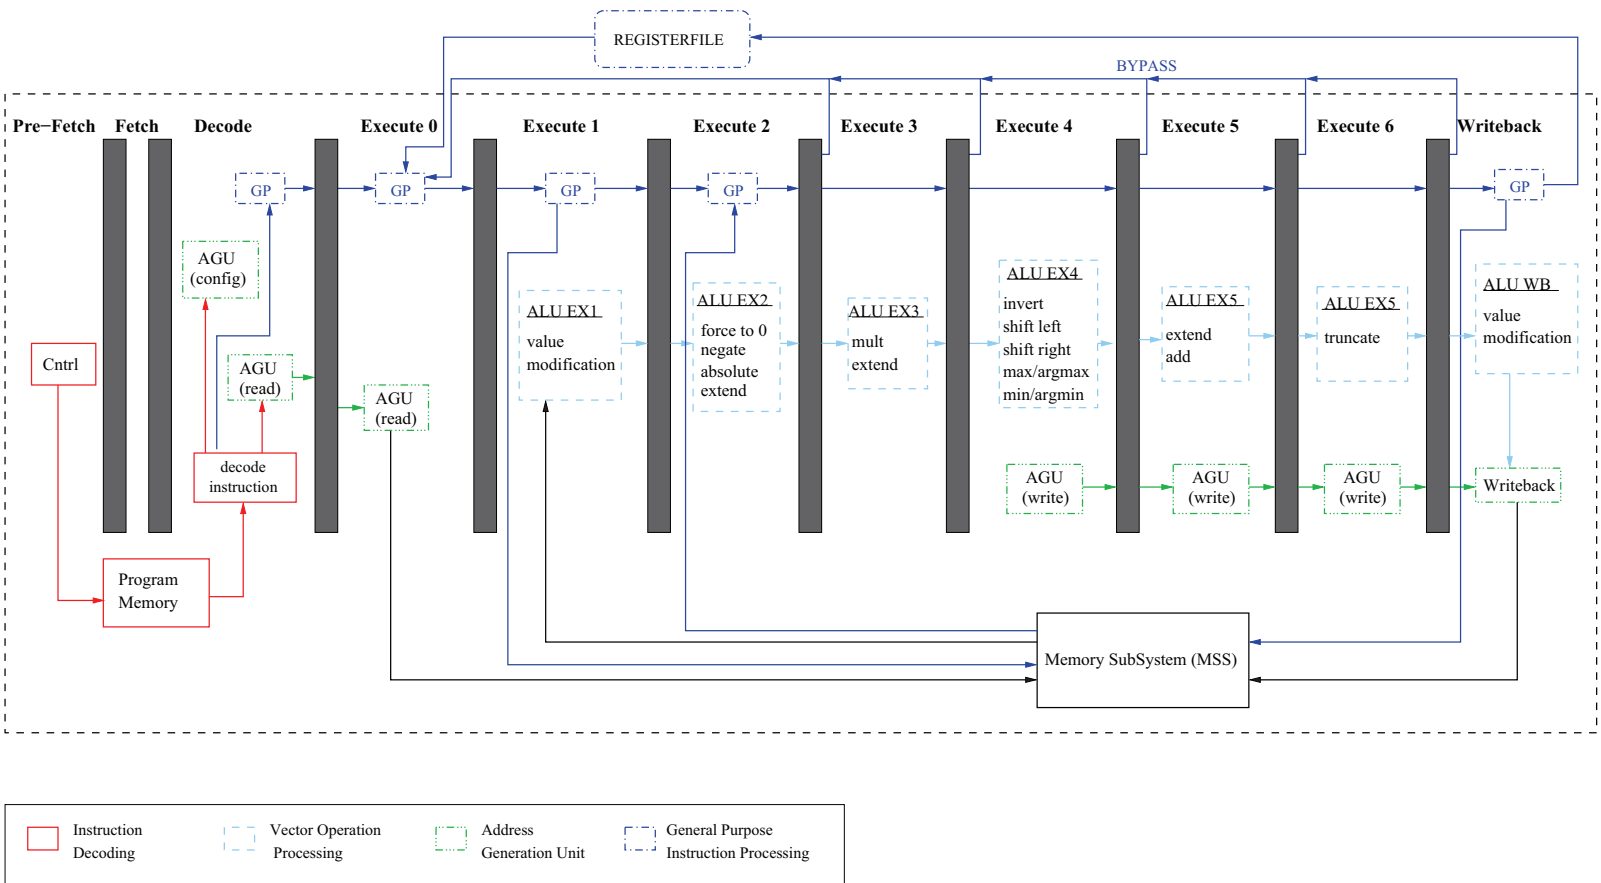 REGISTERFILE
BYPASS
Pre−Fetch Fetch Decode Execute 0 Execute 1 Execute 2 Execute 3 Execute 4 Execute 5 Execute 6 Writeback
GP
GP
GP
GP
GP
AGU
(config)
Cntrl
AGU
(read)
AGU
(read)
decode
instruction
Program
Memory
ALU EX1
value
modification
ALU EX2
force to 0
negate
absolute
extend
ALU EX3
mult
extend
ALU EX4
invert
shift left
shift right
max/argmax
min/argmin
ALU EX5
extend
add
ALU EX5
truncate
ALU WB
value
modification
AGU
(write)
AGU
(write)
AGU
(write)
Writeback
Memory SubSystem (MSS)
Instruction
Decoding
Vector Operation
Processing
Address
Generation Unit
General Purpose
Instruction Processing